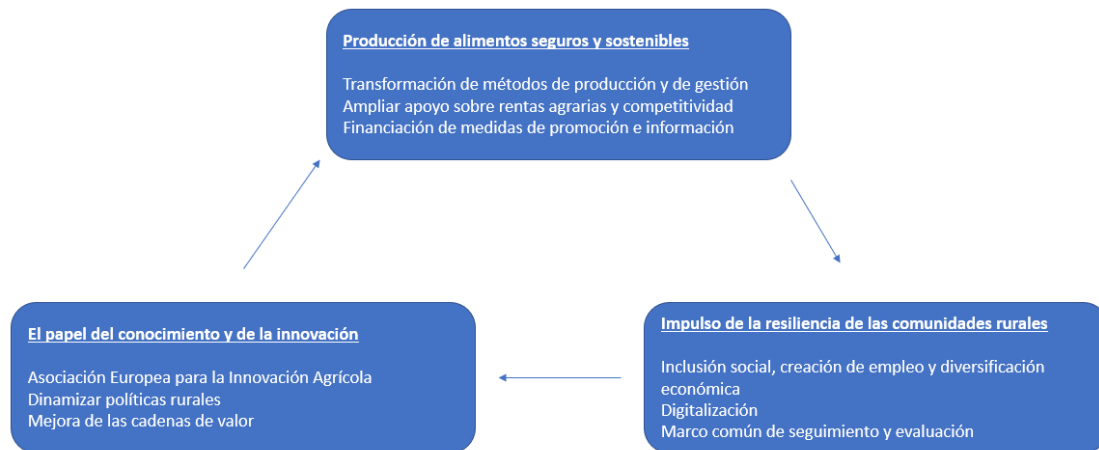 Producción de alimentos seguros y sostenibles
Transformación de métodos de producción y de gestión
Ampliar apoyo sobre rentas agrarias y competitividad
Financiación de medidas de promoción e información
El papel del conocimiento y de la innovación
Asociación Europea para la Innovación Agrícola
Dinamizar políticas rurales
Mejora de las cadenas de valor
Impulso de la resiliencia de las comunidades rurales
Inclusión social, creación de empleo y diversificación
económica
Digitalización
Marco común de seguimiento y evaluación